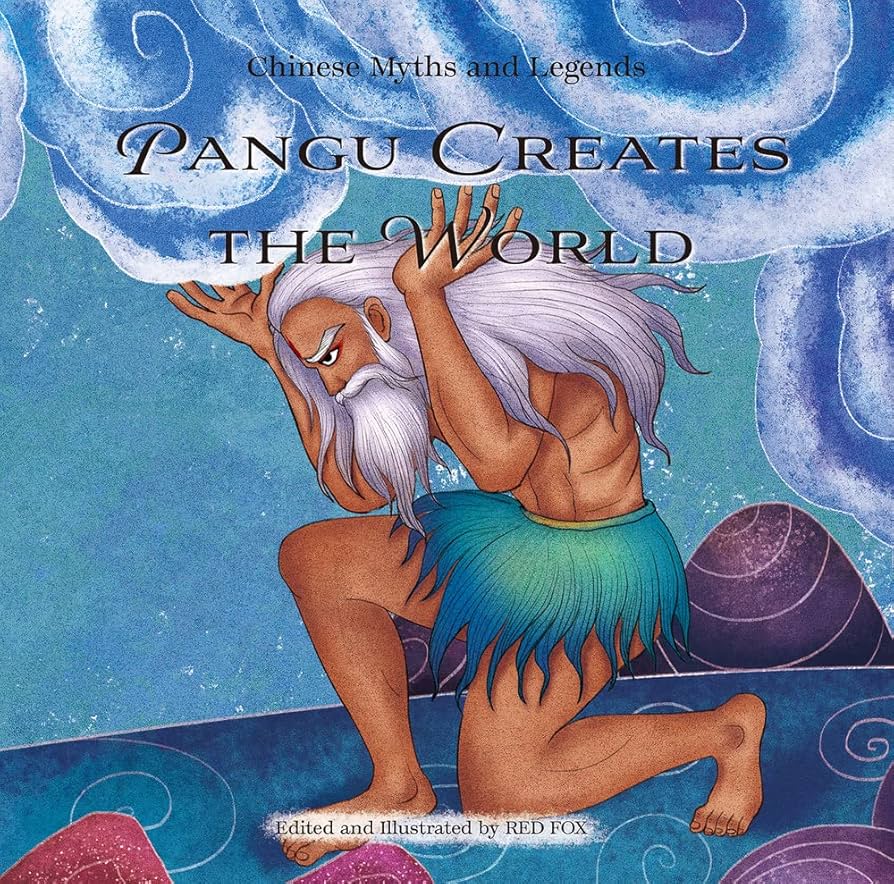 Chinese Myths and Legends
PANGU CREATES
THE WORLD
Edited and Illustrated by RED FOX